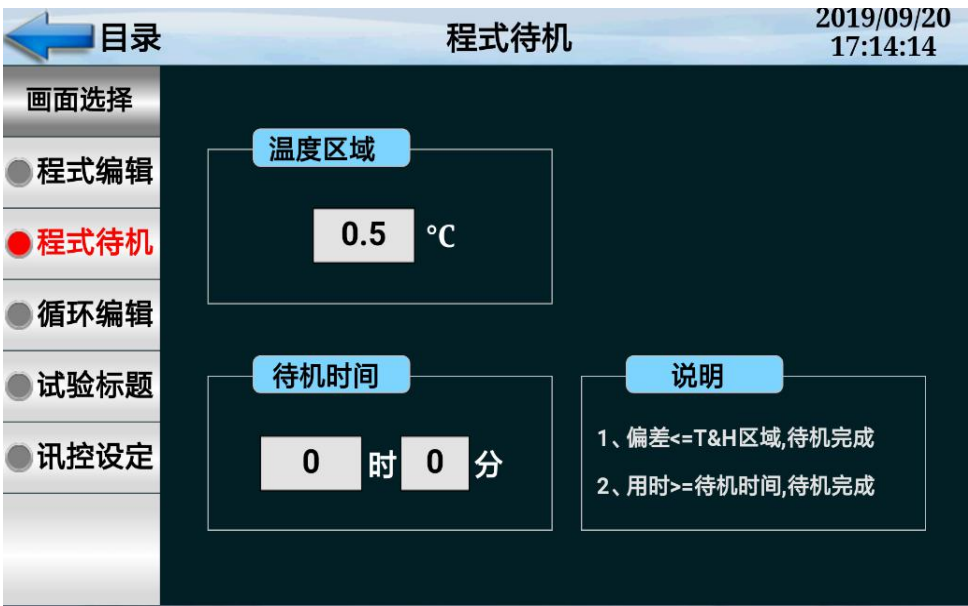 目录
程式待机
2019/09/20
17:14:14
画面选择
程式编辑
程式待机
循环编辑
试验标题
讯控设定
温度区域
0.5 °C
待机时间
0 时 0 分
说明
1、偏差<=T&H区域,待机完成
2、用时>=待机时间,待机完成